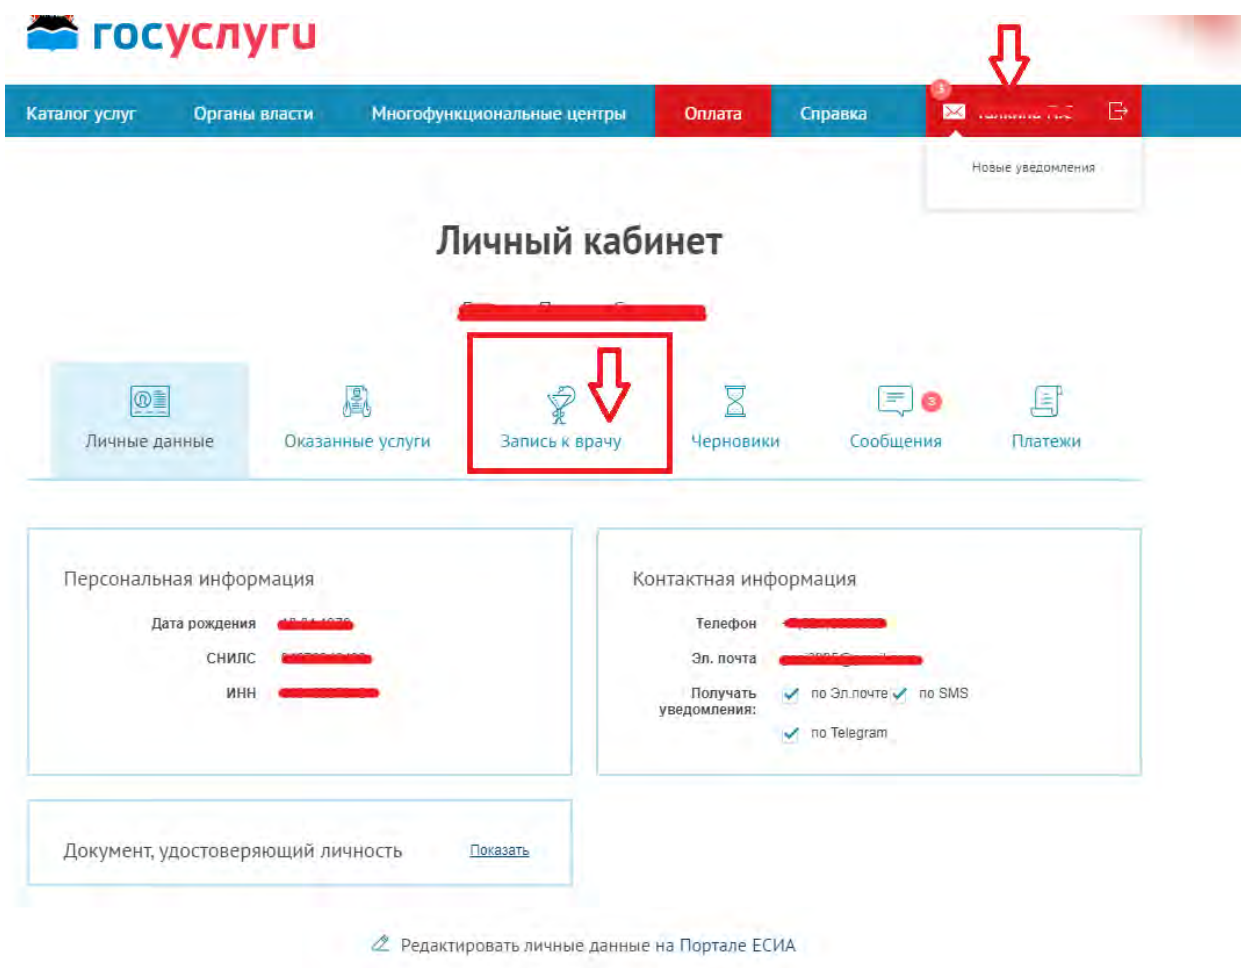 госуслуги
Каталог услуг Органы власти Многофункциональные центры Оплата Справка
3
Новые уведомления
Личный кабинет
Личные данные Оказанные услуги Запись к врачу Черновики Сообщения 3 Платежи
Персональная информация
Дата рождения
СНИЛС
ИНН
Контактная информация
Телефон
Эл. почта
Получать уведомления: по Эл.почте по SMS
по Telegram
Документ, удостоверяющий личность Показать
Редактировать личные данные на Портале ЕСИА